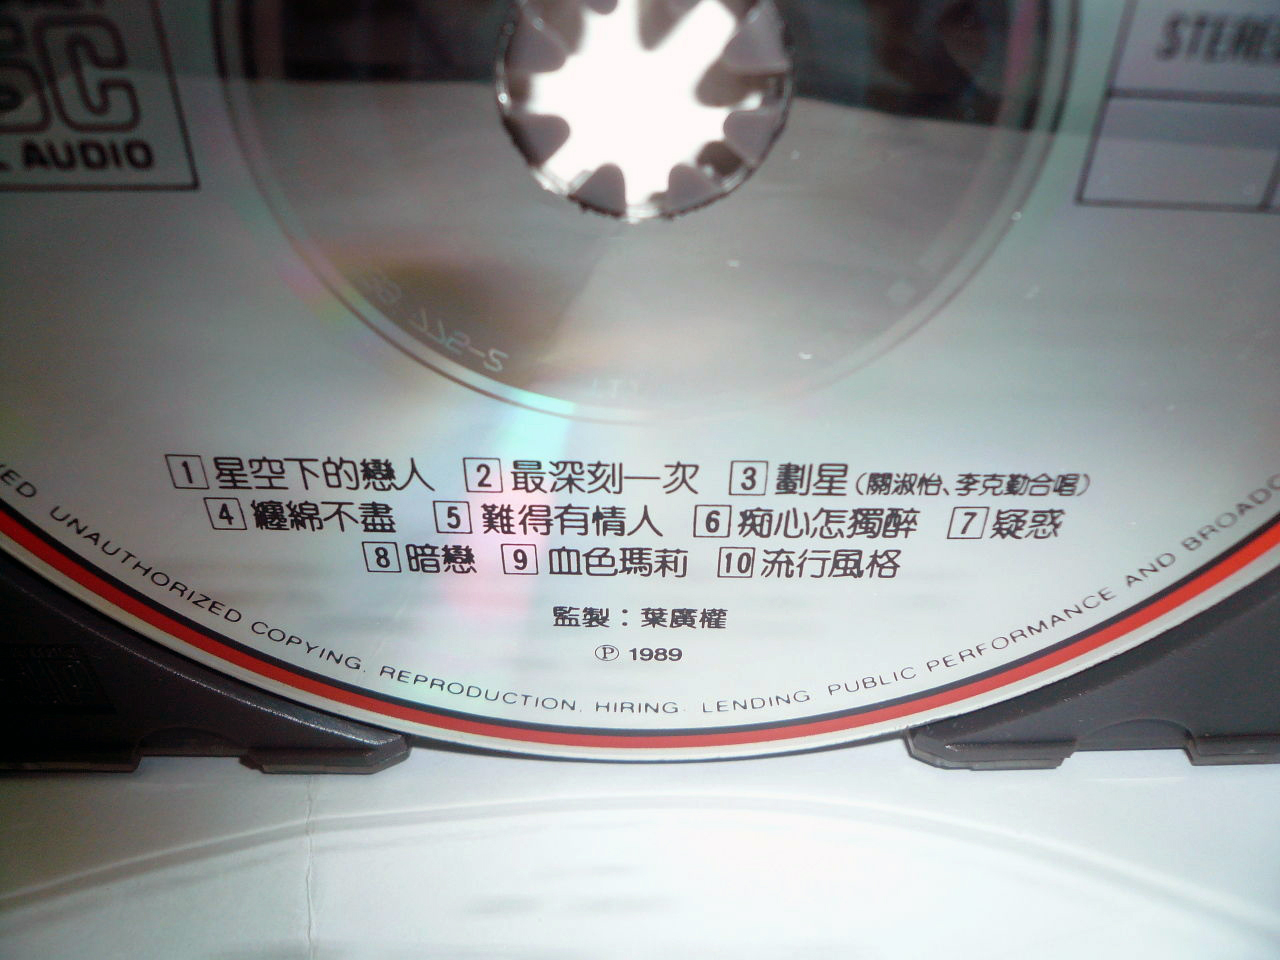 AUDIO
1 星空下的戀人 2 最深刻一次 3 劃星(關淑怡、李克勤合唱)
4 纏綿不盡 5 難得有情人 6 痴心怎獨醉 7 疑惑
8 暗戀 9 血色瑪莉 10 流行風格
監製：葉廣權
Ⓟ 1989
UNAUTHORIZED COPYING, REPRODUCTION, HIRING, LENDING PUBLIC PERFORMANCE AND